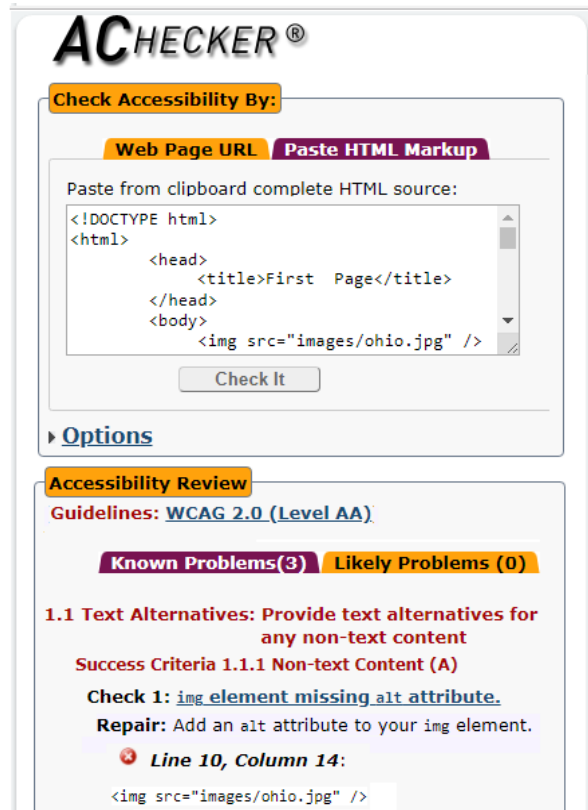 ACHECKER®
Check Accessibility By:
Web Page URL Paste HTML Markup
Paste from clipboard complete HTML source:
<!DOCTYPE html>
<html>
<head>
<title>First  Page</title>
</head>
<body>
<img src="images/ohio.jpg" />
Check It
Options
Accessibility Review
Guidelines: WCAG 2.0 (Level AA)
Known Problems(3) Likely Problems (0)
1.1 Text Alternatives: Provide text alternatives for
any non-text content
Success Criteria 1.1.1 Non-text Content (A)
Check 1: img element missing alt attribute.
Repair: Add an alt attribute to your img element.
Line 10, Column 14:
<img src="images/ohio.jpg" />